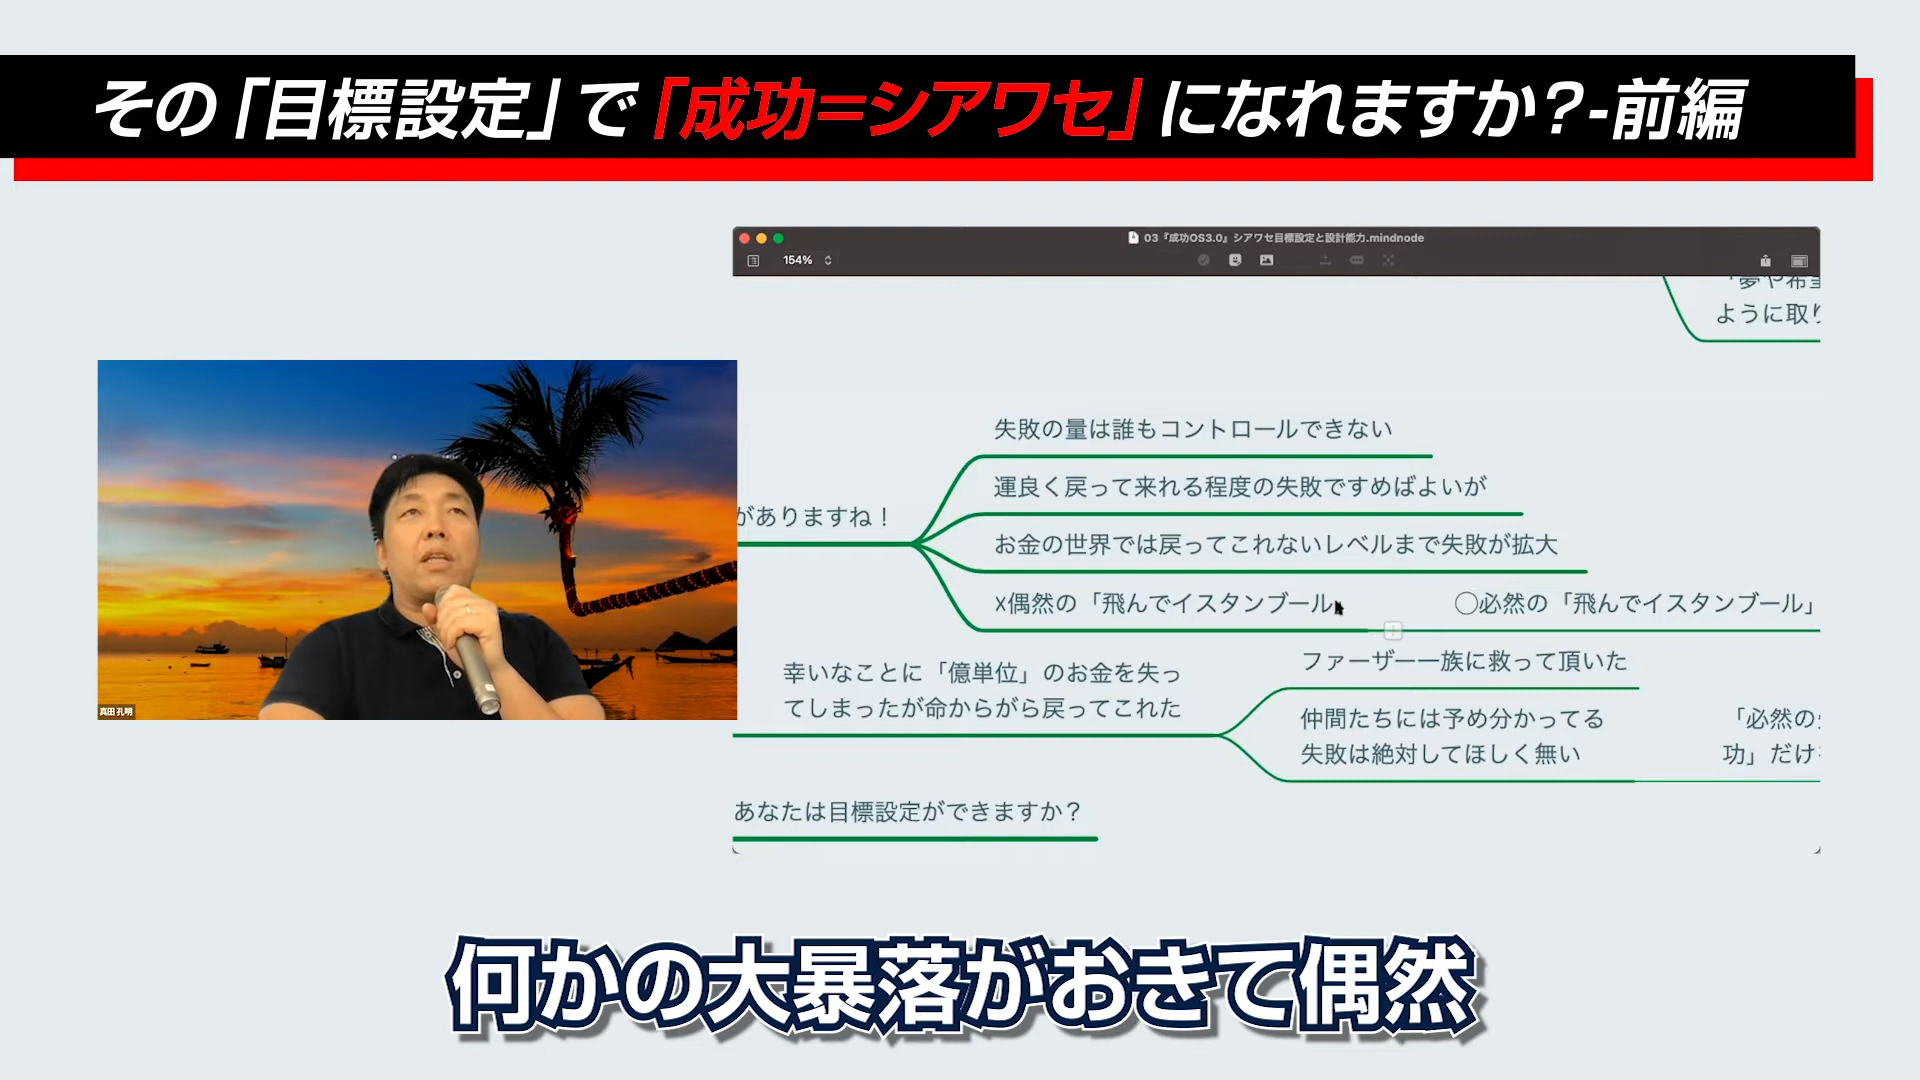 その「目標設定」で「成功=シアワセ」になれますか?-前編
03『成功OS3.0』シアワセ目標設定と設計能力.mindnode
154%
「夢や希望
ように取り
失敗の量は誰もコントロールできない
運良く戻って来れる程度の失敗ですめばよいが
がありますね！
お金の世界では戻ってこれないレベルまで失敗が拡大
x偶然の「飛んでイスタンブール」
◯必然の「飛んでイスタンブール」
ファーザー一族に救って頂いた
幸いなことに「億単位」のお金を失っ
てしまったが命からがら戻ってこれた
仲間たちには予め分かってる
失敗は絶対してほしく無い
「必然の
功」だけ
あなたは目標設定ができますか？
真田 孔明
何かの大暴落がおきて偶然